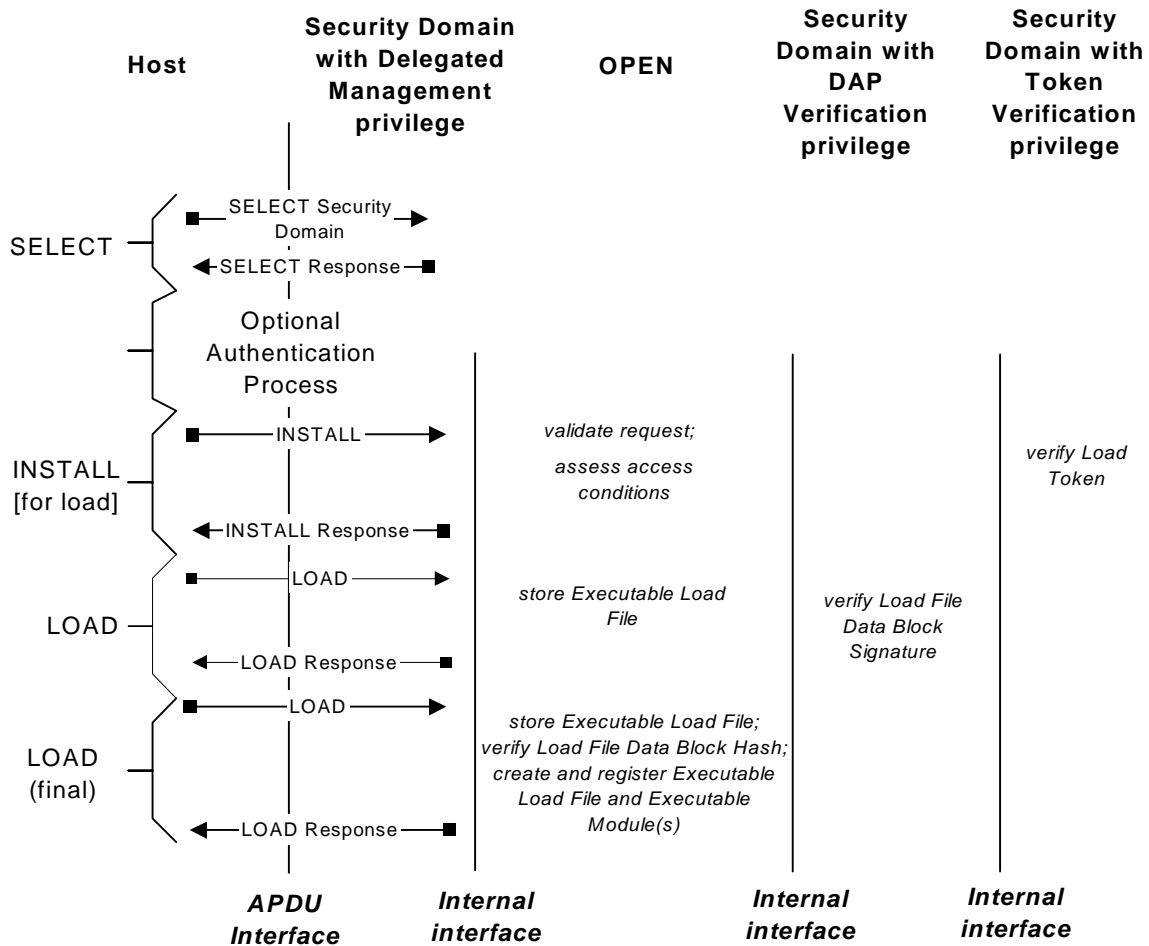 Host
Security Domain
with Delegated
Management
privilege
OPEN
Security
Domain with
DAP
Verification
privilege
Security
Domain with
Token
Verification
privilege
SELECT
SELECT Security
Domain
SELECT Response
Optional
Authentication
Process
INSTALL
[for load]
INSTALL
validate request;
assess access
conditions
verify Load
Token
INSTALL Response
LOAD
LOAD
store Executable Load
File
verify Load File
Data Block
Signature
LOAD Response
LOAD
(final)
LOAD
store Executable Load File;
verify Load File Data Block Hash;
create and register Executable
Load File and Executable
Module(s)
LOAD Response
APDU
Interface
Internal
interface
Internal
interface
Internal
interface